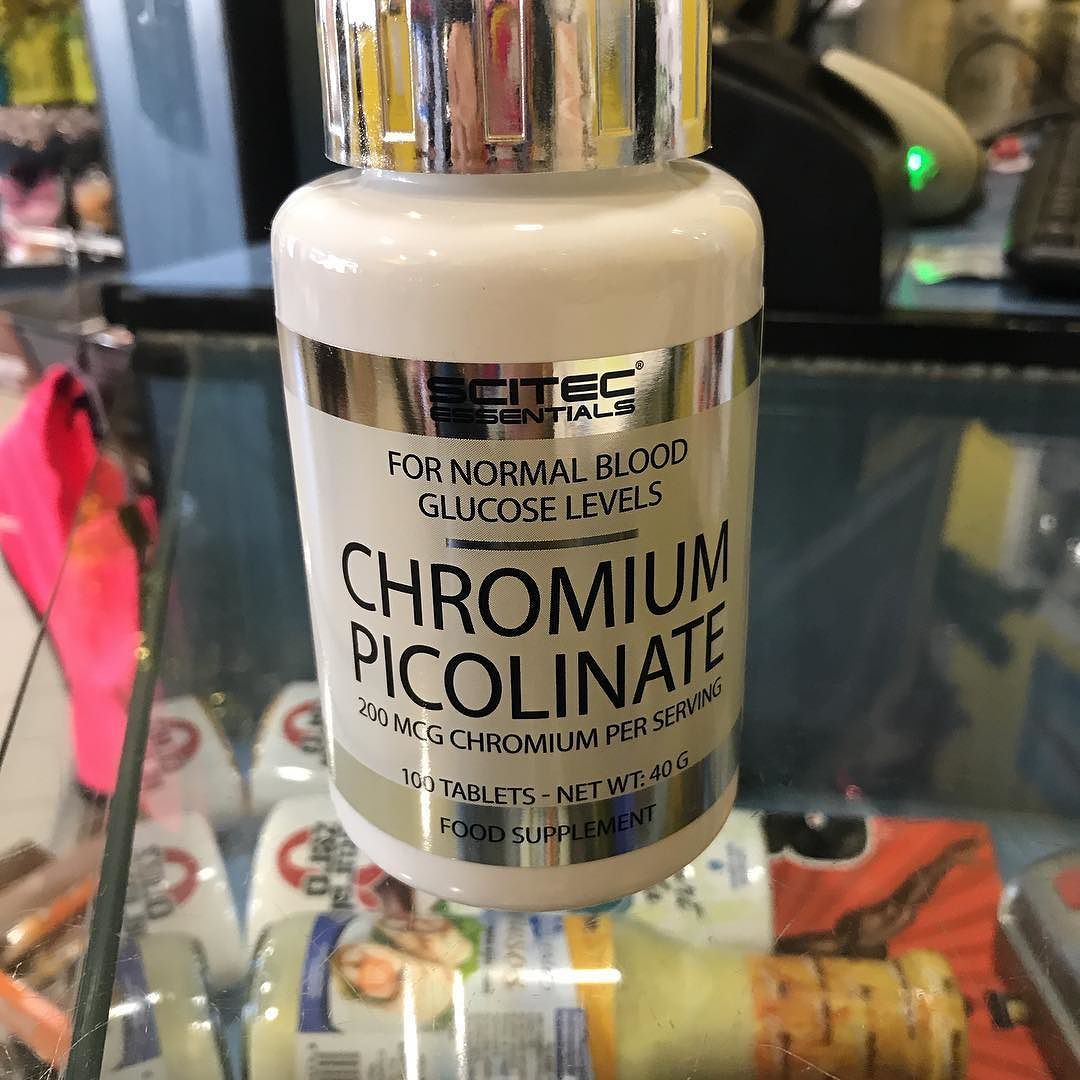 SCITEC®
ESSENTIALS
FOR NORMAL BLOOD
GLUCOSE LEVELS
CHROMIUM
PICOLINATE
200 MCG CHROMIUM PER SERVING
100 TABLETS - NET WT: 40 G
FOOD SUPPLEMENT